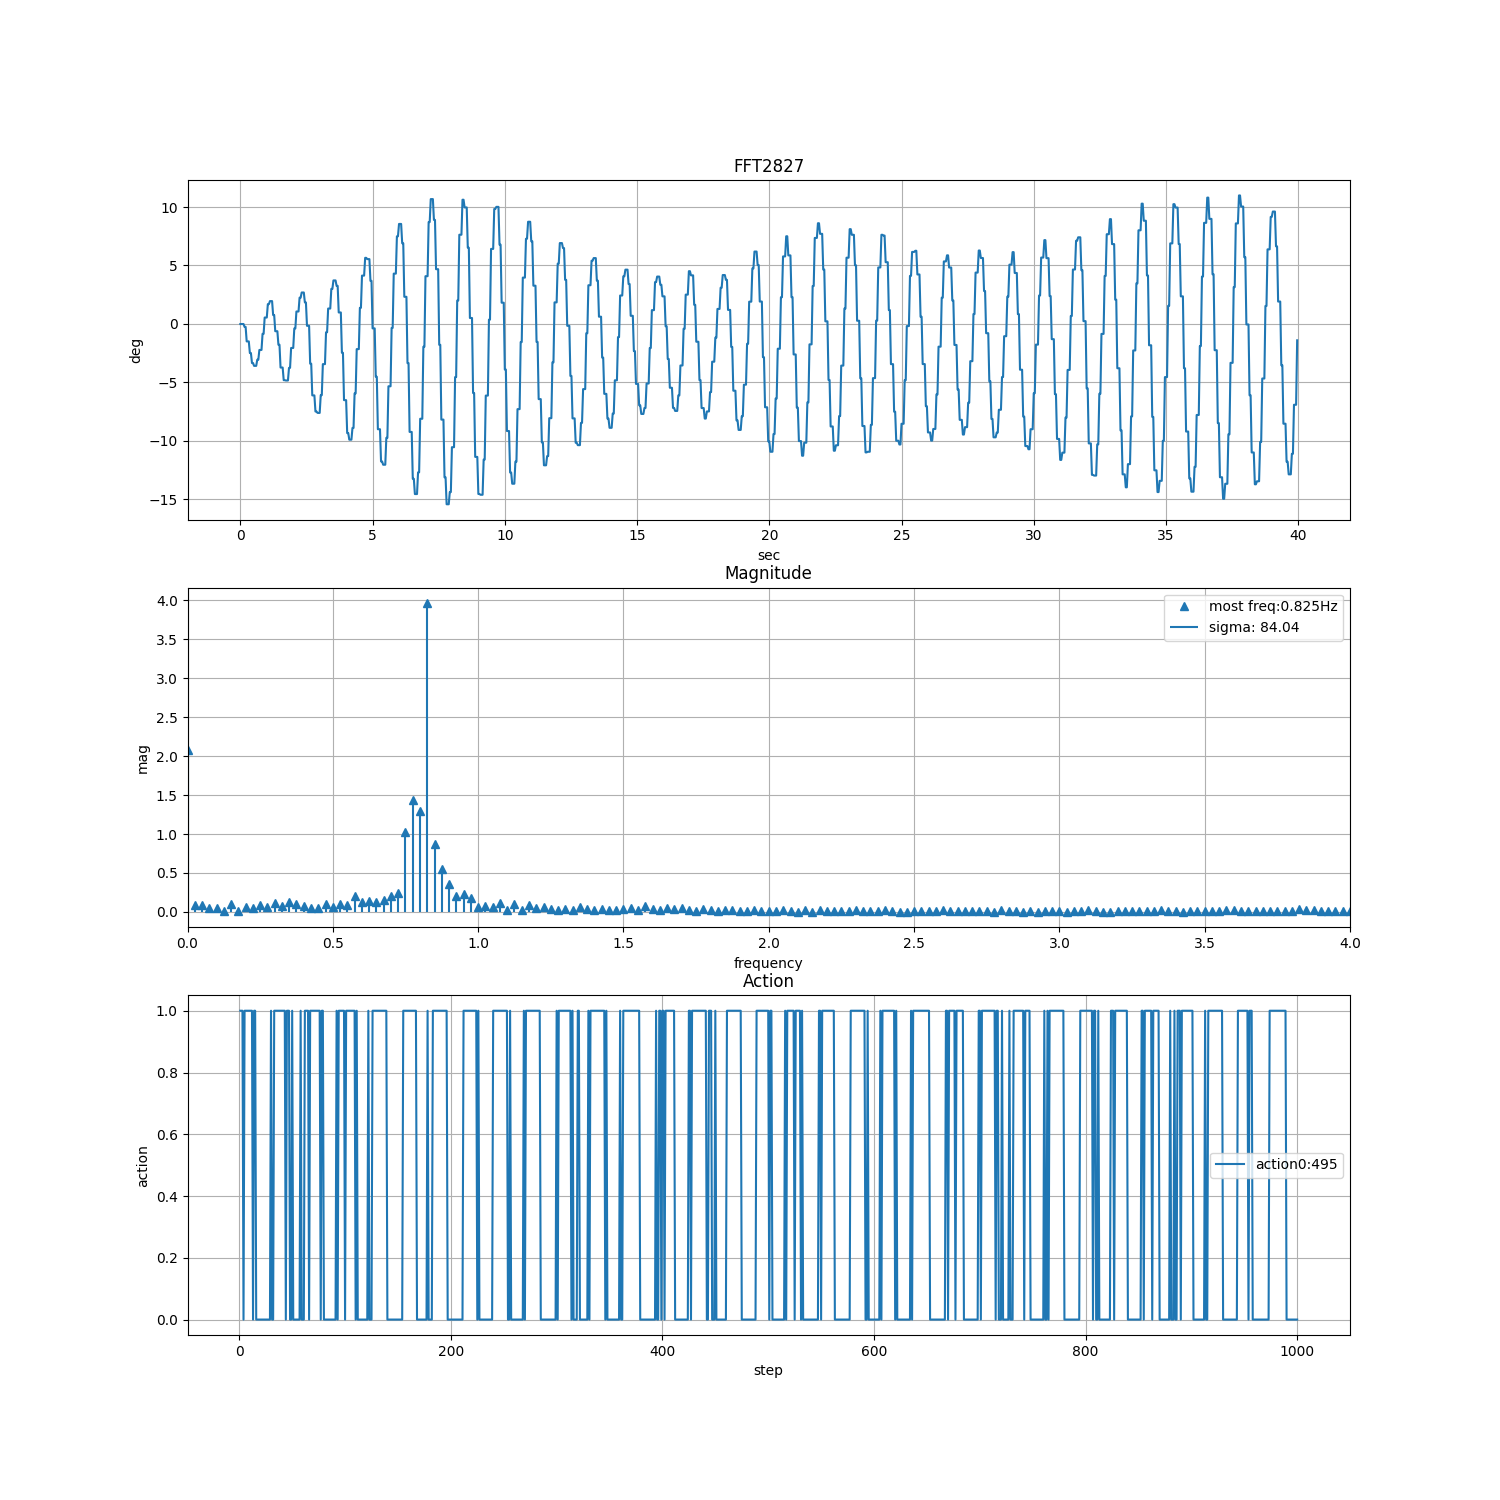 FFT2827
10
5
0
−5
−10
−15
deg
0 5 10 15 20 25 30 35 40
sec
Magnitude
most freq:0.825Hz
sigma: 84.04
4.0
3.5
3.0
2.5
2.0
1.5
1.0
0.5
0.0
mag
0.0 0.5 1.0 1.5 2.0 2.5 3.0 3.5 4.0
frequency
Action
1.0
0.8
0.6
0.4
0.2
0.0
action
action0:495
0 200 400 600 800 1000
step